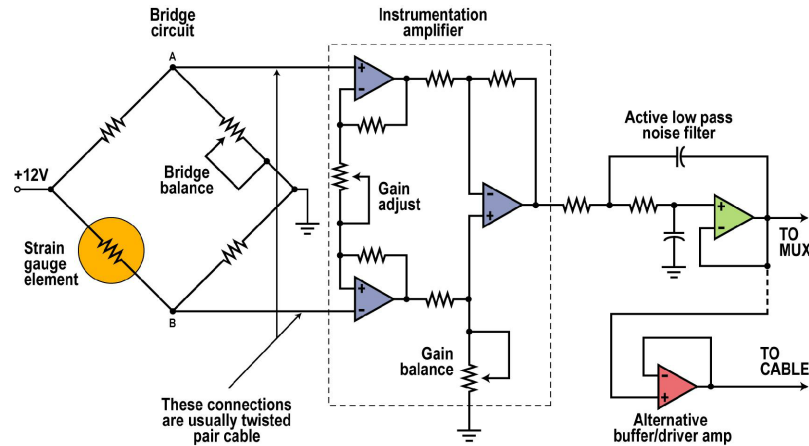 Bridge
circuit
Instrumentation
amplifier
A
+
-
Active low pass
noise filter
+12V
Bridge
balance
Gain
adjust
-
+
+
-
TO
MUX
Strain
gauge
element
+
-
B
Gain
balance
TO
CABLE
-
+
These connections
are usually twisted
pair cable
Alternative
buffer/driver amp